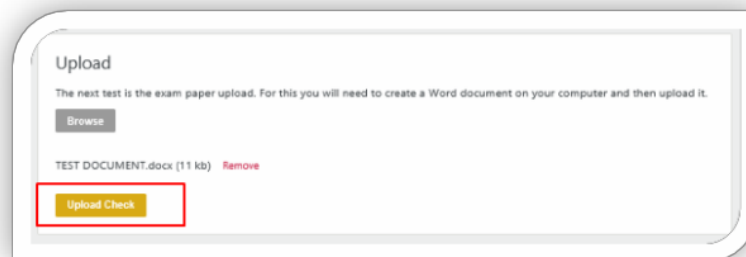 Upload
The next test is the exam paper upload. For this you will need to create a Word document on your computer and then upload it.
Browse
TEST DOCUMENT.docx (11 kb) Remove
Upload Check